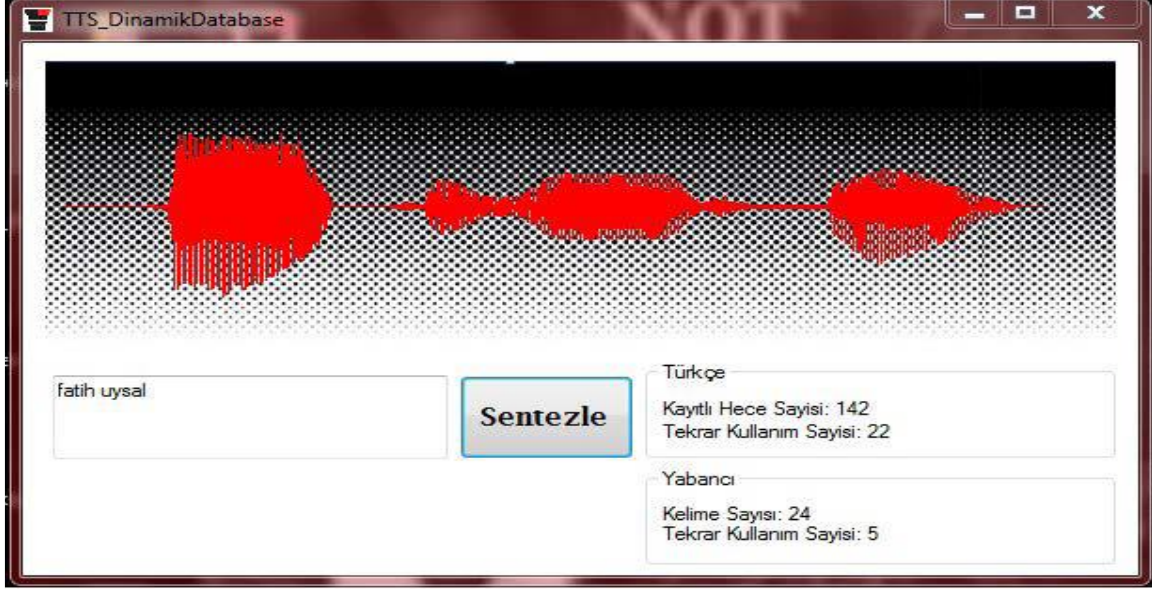 TTS_DinamikDatabase
NOT
fatih uysal
Sentezle
Türkçe
Kayıtlı Hece Sayisi: 142
Tekrar Kullanım Sayisi: 22
Yabancı
Kelime Sayısı: 24
Tekrar Kullanım Sayisi: 5